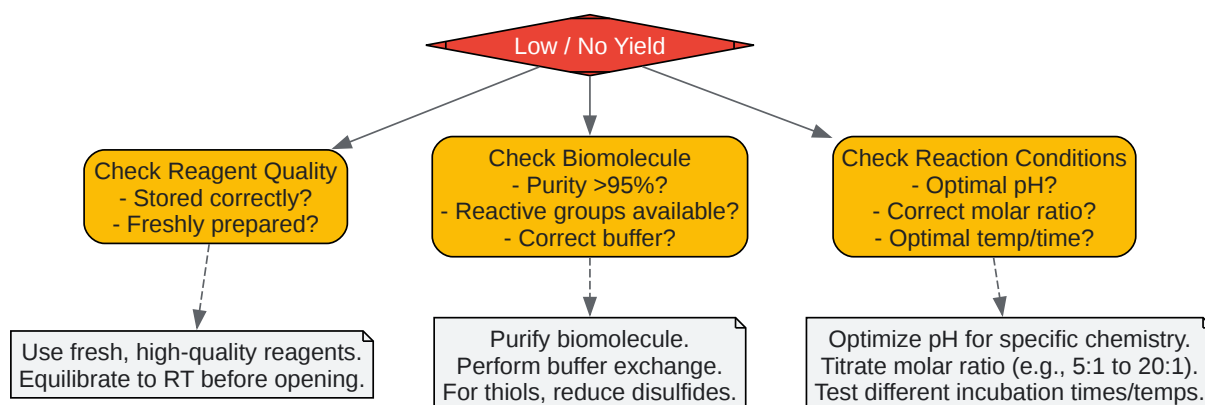 Low / No Yield
Check Reagent Quality
- Stored correctly?
- Freshly prepared?
Check Biomolecule
- Purity >95%?
- Reactive groups available?
- Correct buffer?
Check Reaction Conditions
- Optimal pH?
- Correct molar ratio?
- Optimal temp/time?
Use fresh, high-quality reagents.
Equilibrate to RT before opening.
Purify biomolecule.
Perform buffer exchange.
For thiols, reduce disulfides.
Optimize pH for specific chemistry.
Titrate molar ratio (e.g., 5:1 to 20:1).
Test different incubation times/temps.